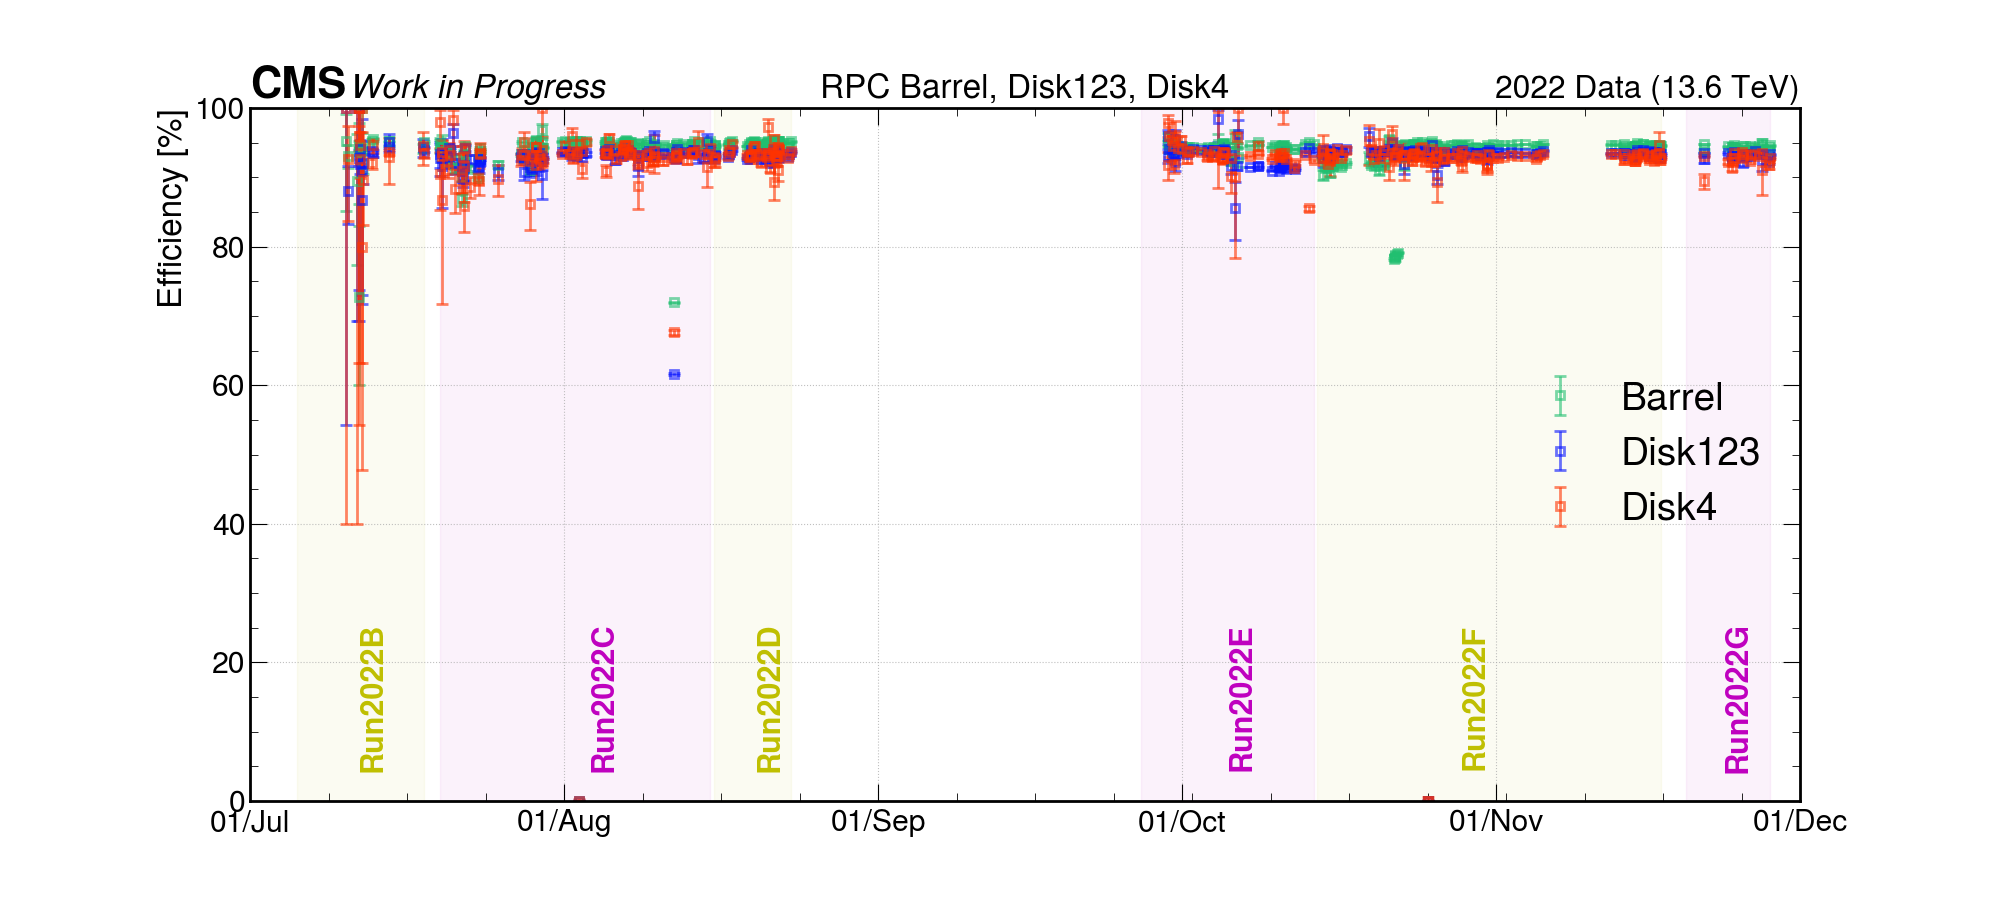 CMS Work in Progress RPC Barrel, Disk123, Disk4 2022 Data (13.6 TeV)
Efficiency [%]
100
80
60
40
20
0
Barrel
Disk123
Disk4
Run2022B
Run2022C
Run2022D
Run2022E
Run2022F
Run2022G
01/Jul 01/Aug 01/Sep 01/Oct 01/Nov 01/Dec